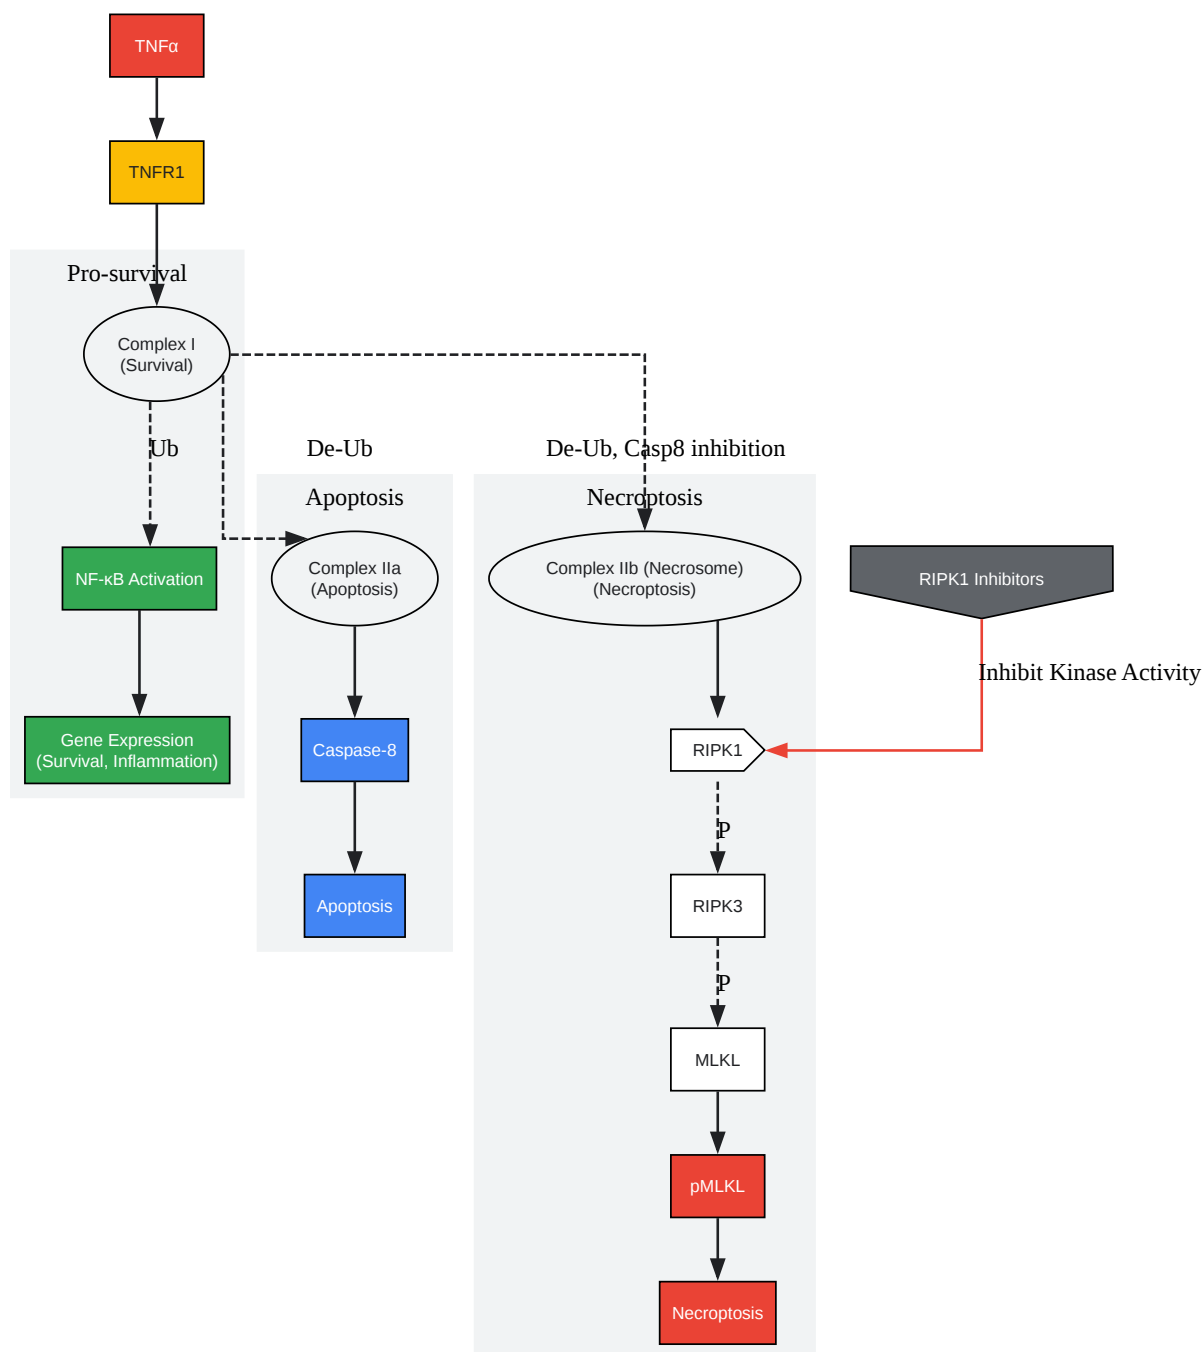 TNFα
TNFR1
Pro-survival
Complex I
(Survival)
Ub
De-Ub
De-Ub, Casp8 inhibition
Apoptosis
Necroptosis
Complex IIa
(Apoptosis)
Complex IIb (Necrosome)
(Necroptosis)
NF-κB Activation
RIPK1 Inhibitors
Inhibit Kinase Activity
Gene Expression
(Survival, Inflammation)
Caspase-8
RIPK1
P
Apoptosis
RIPK3
P
MLKL
pMLKL
Necroptosis